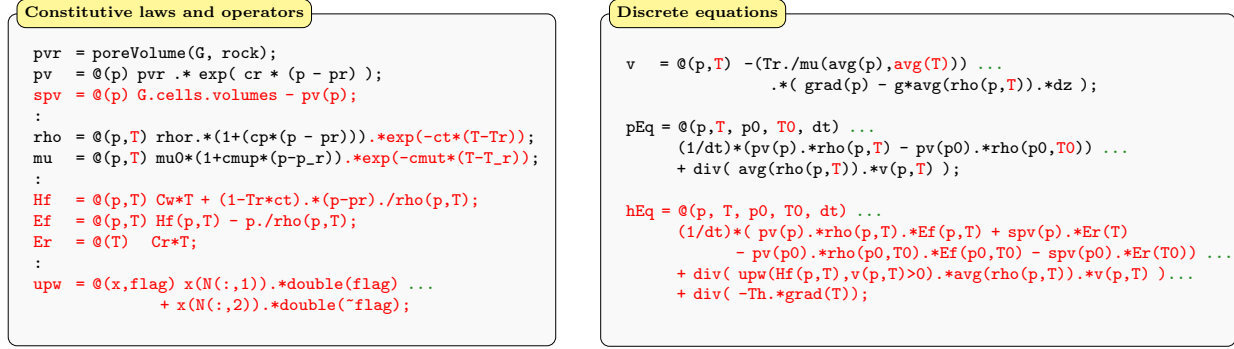 Constitutive laws and operators
pvr = poreVolume(G, rock);
pv = @(p) pvr .* exp( cr * (p - pr) );
spv = @(p) G.cells.volumes - pv(p);
:
rho = @(p,T) rhor.*(1+(cp*(p - pr))).*exp(-ct*(T-Tr));
mu = @(p,T) mu0*(1+cmup*(p-p_r)).*exp(-cmut*(T-T_r));
:
Hf = @(p,T) Cw*T + (1-Tr*ct).*(p-pr)./rho(p,T);
Ef = @(p,T) Hf(p,T) - p./rho(p,T);
Er = @(T) Cr*T;
:
upw = @(x,flag) x(N(:,1)).*double(flag) ...
+ x(N(:,2)).*double(~flag);
Discrete equations
v = @(p,T) -(Tr./mu(avg(p),avg(T))) ...
.*( grad(p) - g*avg(rho(p,T)).*dz );
pEq = @(p,T, p0, T0, dt) ...
(1/dt)*(pv(p).*rho(p,T) - pv(p0).*rho(p0,T0)) ...
+ div( avg(rho(p,T)).*v(p,T) );
hEq = @(p, T, p0, T0, dt) ...
(1/dt)*( pv(p).*rho(p,T).*Ef(p,T) + spv(p).*Er(T)
- pv(p0).*rho(p0,T0).*Ef(p0,T0) - spv(p0).*Er(T0)) ...
+ div( upw(Hf(p,T),v(p,T)>0).*avg(rho(p,T)).*v(p,T) )...
+ div( -Th.*grad(T));